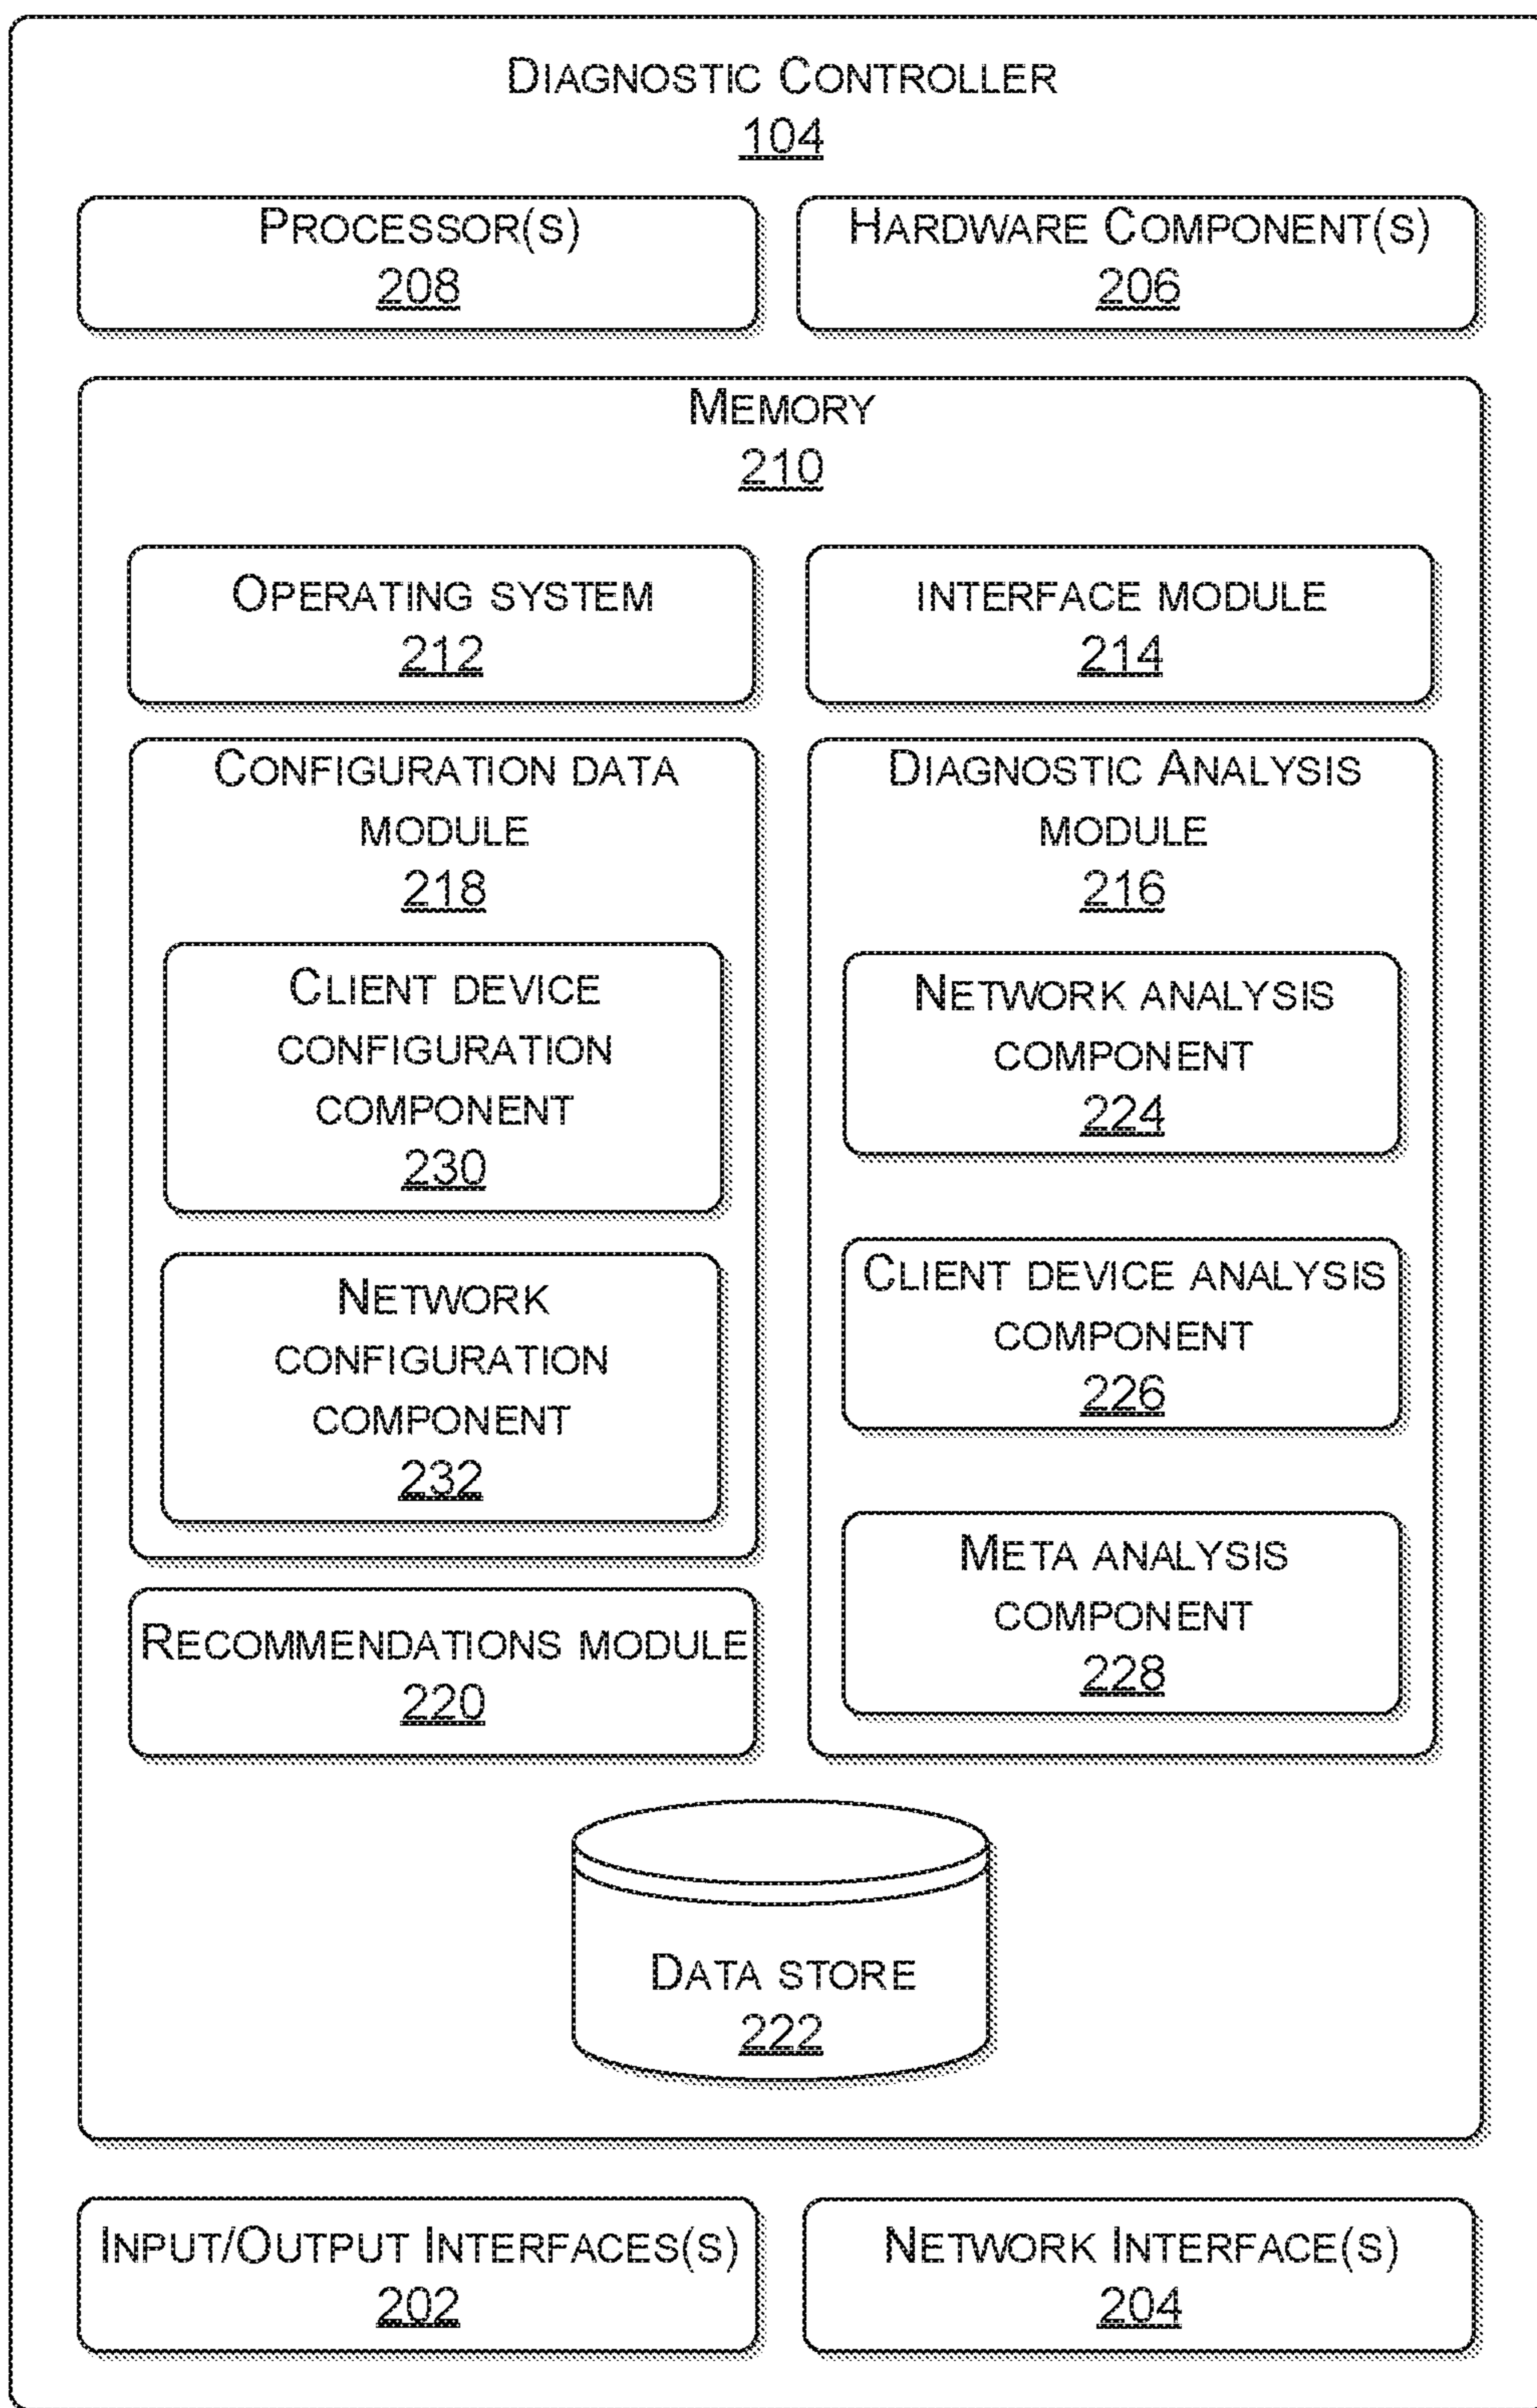 DIAGNOSTIC CONTROLLER
104
PROCESSOR(S)
208
HARDWARE COMPONENT(S)
206
MEMORY
210
OPERATING SYSTEM
212
INTERFACE MODULE
214
CONFIGURATION DATA
MODULE
218
CLIENT DEVICE
CONFIGURATION
COMPONENT
230
NETWORK
CONFIGURATION
COMPONENT
232
RECOMMENDATIONS MODULE
220
DIAGNOSTIC ANALYSIS
MODULE
216
NETWORK ANALYSIS
COMPONENT
224
CLIENT DEVICE ANALYSIS
COMPONENT
226
META ANALYSIS
COMPONENT
228
DATA STORE
222
INPUT/OUTPUT INTERFACES(S)
202
NETWORK INTERFACE(S)
204